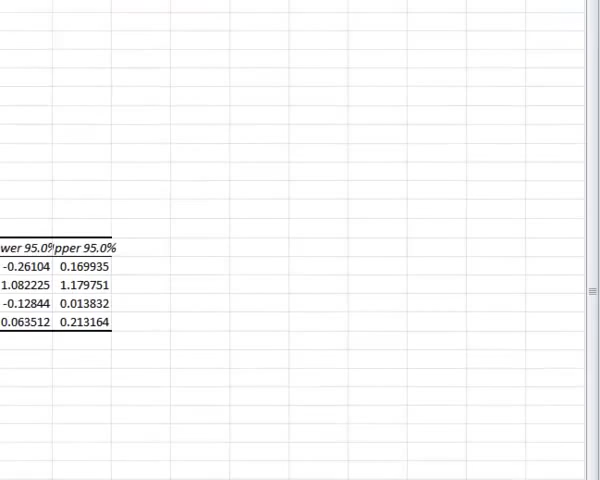 wer 95.0% pper 95.0%
-0.26104 0.169935
1.082225 1.179751
-0.12844 0.013832
0.063512 0.213164